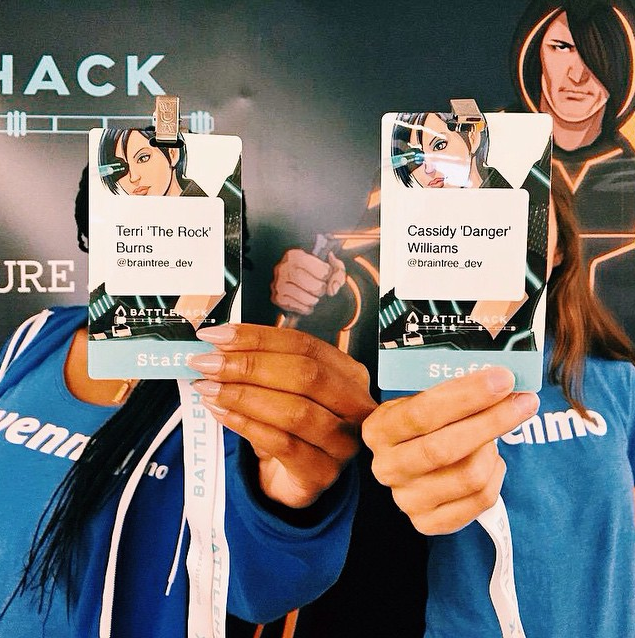 HACK
URE
Terri 'The Rock'
Burns
@braintree_dev
BATTLEHACK
Staff
Cassidy 'Danger'
Williams
@braintree_dev
BATTLEHACK
Staff
venmo
enmo
BATTLEHACK